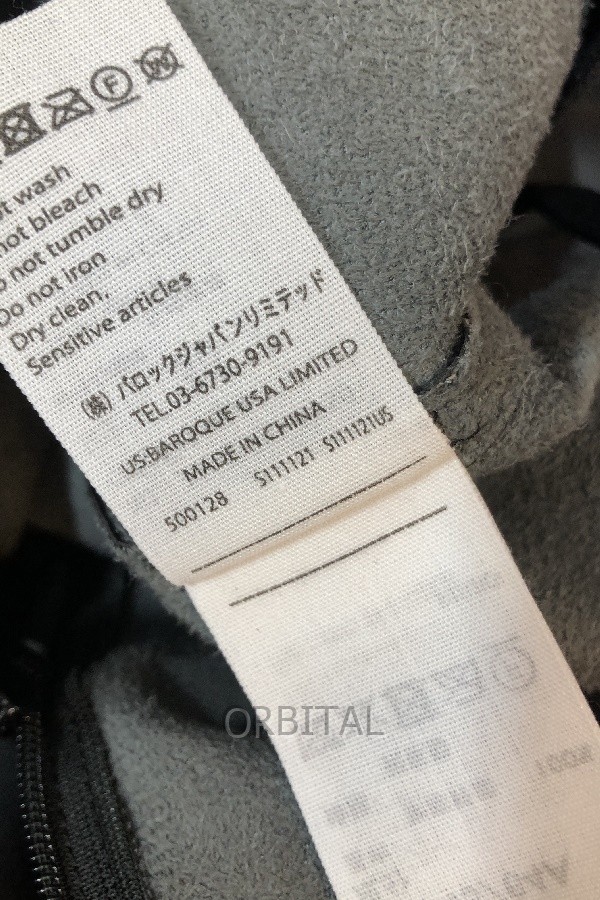 F
W
t wash
not bleach
o not tumble dry
Do not iron
Dry clean,
Sensitive articles
(株) バロックジャパンリミテッド
TEL.03-6730-9191
US:BAROQUE USA LIMITED
MADE IN CHINA
500128 S111121 S111121US
ORBITAL